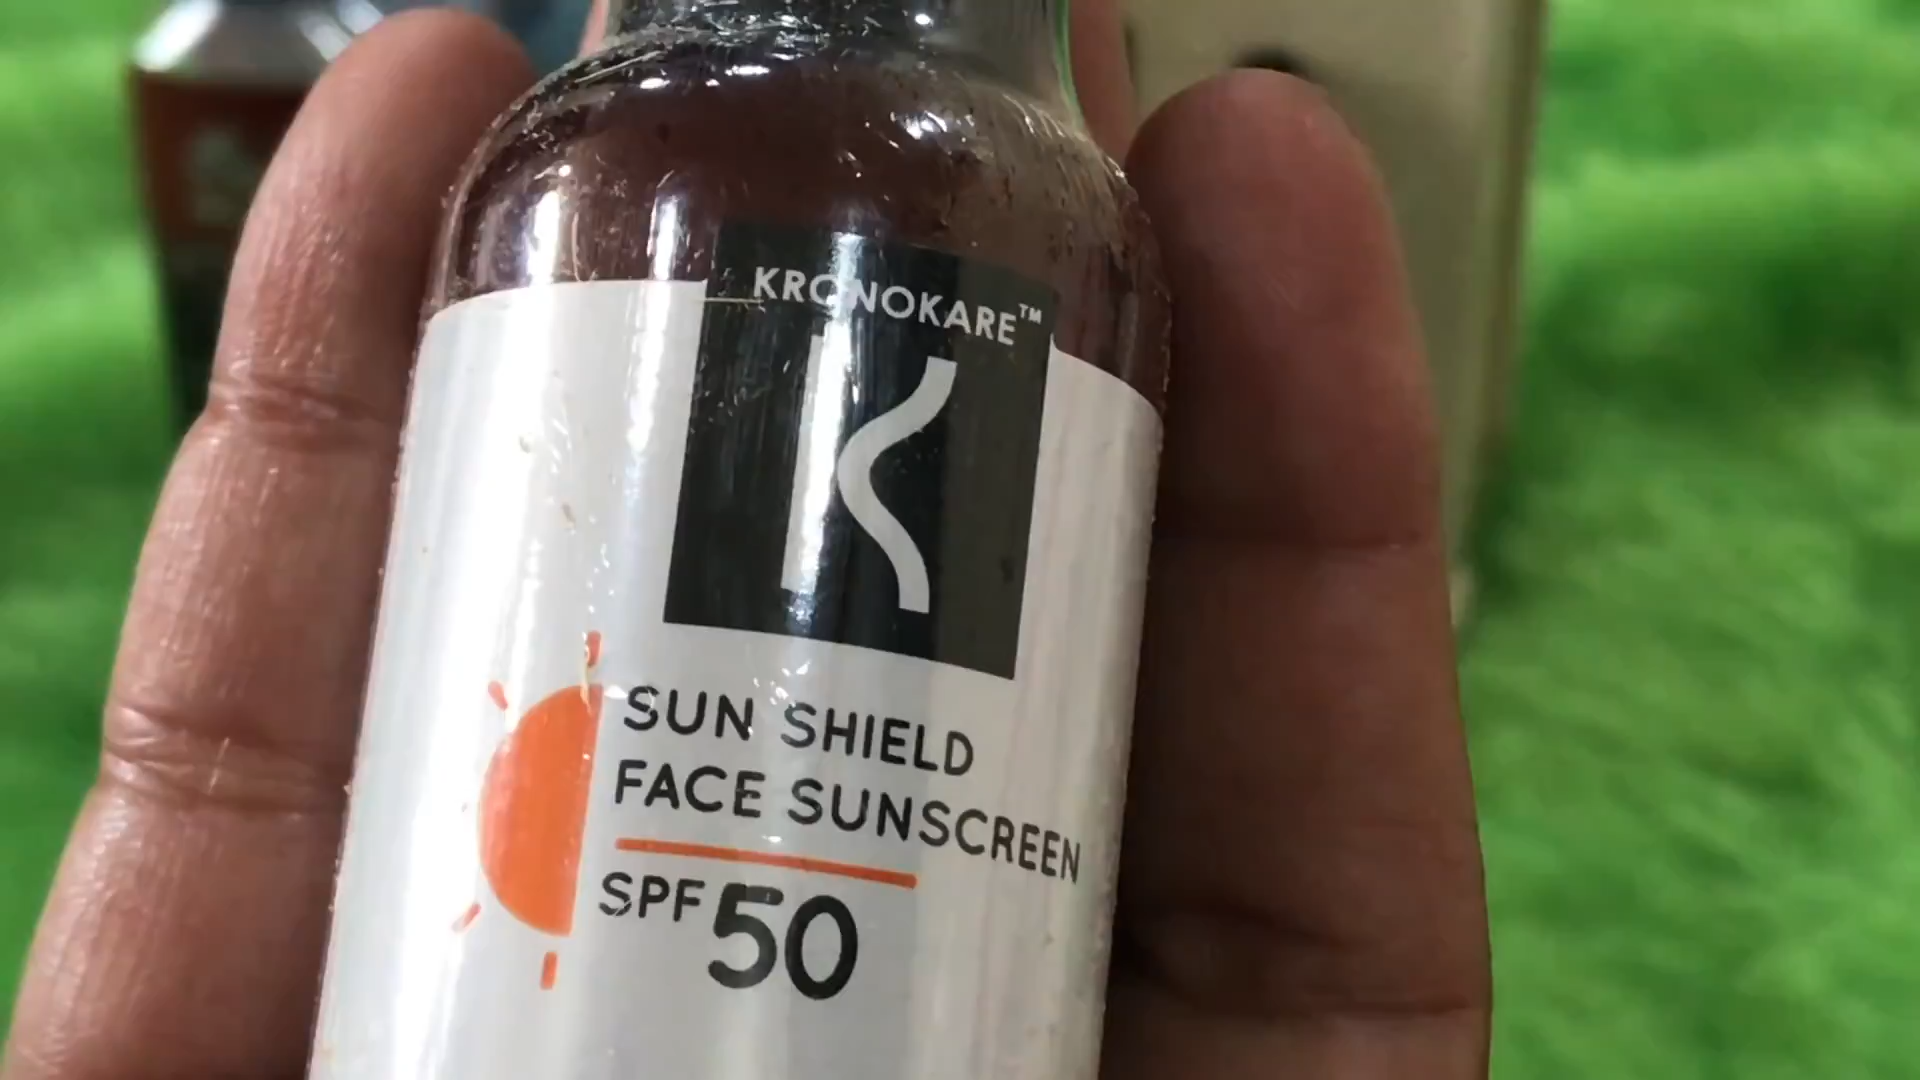 KRONOKARE™
K
SUN SHIELD
FACE SUNSCREEN
SPF 50